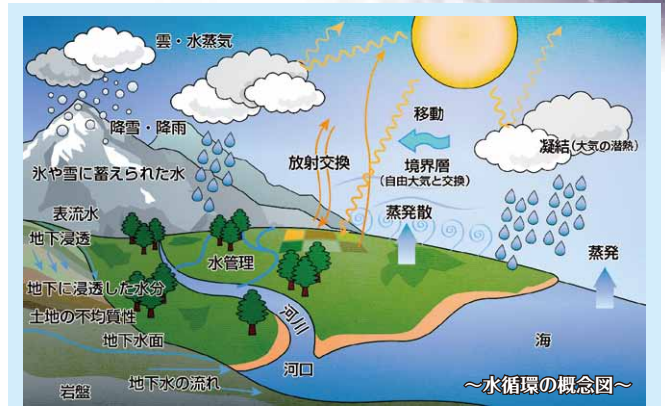 雲・水蒸気
降雪・降雨
氷や雪に蓄えられた水
表流水
地下浸透
地下に浸透した水分
土地の不均質性
地下水面
岩盤
地下水の流れ
水管理
河川
河口
放射交換
移動
境界層
(自由大気と交換)
蒸発散
凝結(大気の潜熱)
蒸発
海
~水循環の概念図~